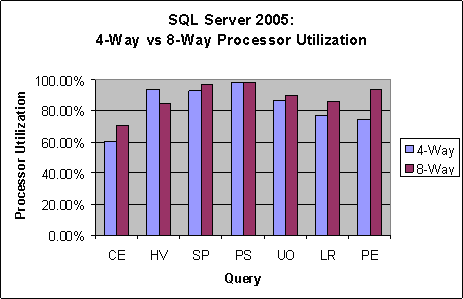 SQL Server 2005:
4-Way vs 8-Way Processor Utilization
100.00%
80.00%
60.00%
40.00%
20.00%
0.00%
Processor Utilization
CE HV SP PS UO LR PE
Query
4-Way
8-Way